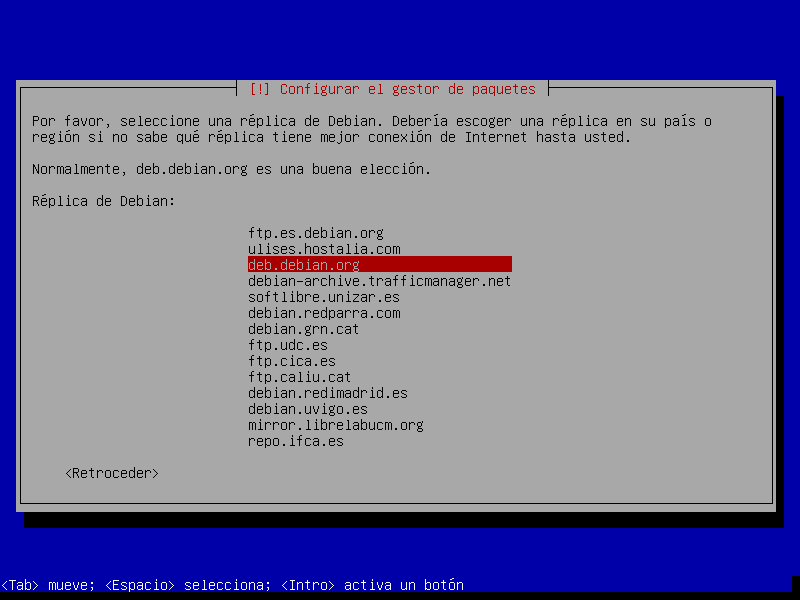 [!] Configurar el gestor de paquetes
Por favor, seleccione una réplica de Debian. Debería escoger una réplica en su país o
región si no sabe qué réplica tiene mejor conexión de Internet hasta usted.
Normalmente, deb.debian.org es una buena elección.
Réplica de Debian:
ftp.es.debian.org
ulises.hostalia.com
deb.debian.org
debian-archive.trafficmanager.net
softlibre.unizar.es
debian.redparra.com
debian.grn.cat
ftp.udc.es
ftp.cica.es
ftp.caliu.cat
debian.redimadrid.es
debian.uvigo.es
mirror.librelabucm.org
repo.ifca.es
<Retroceder>
<Tab> mueve; <Espacio> selecciona; <Intro> activa un botón